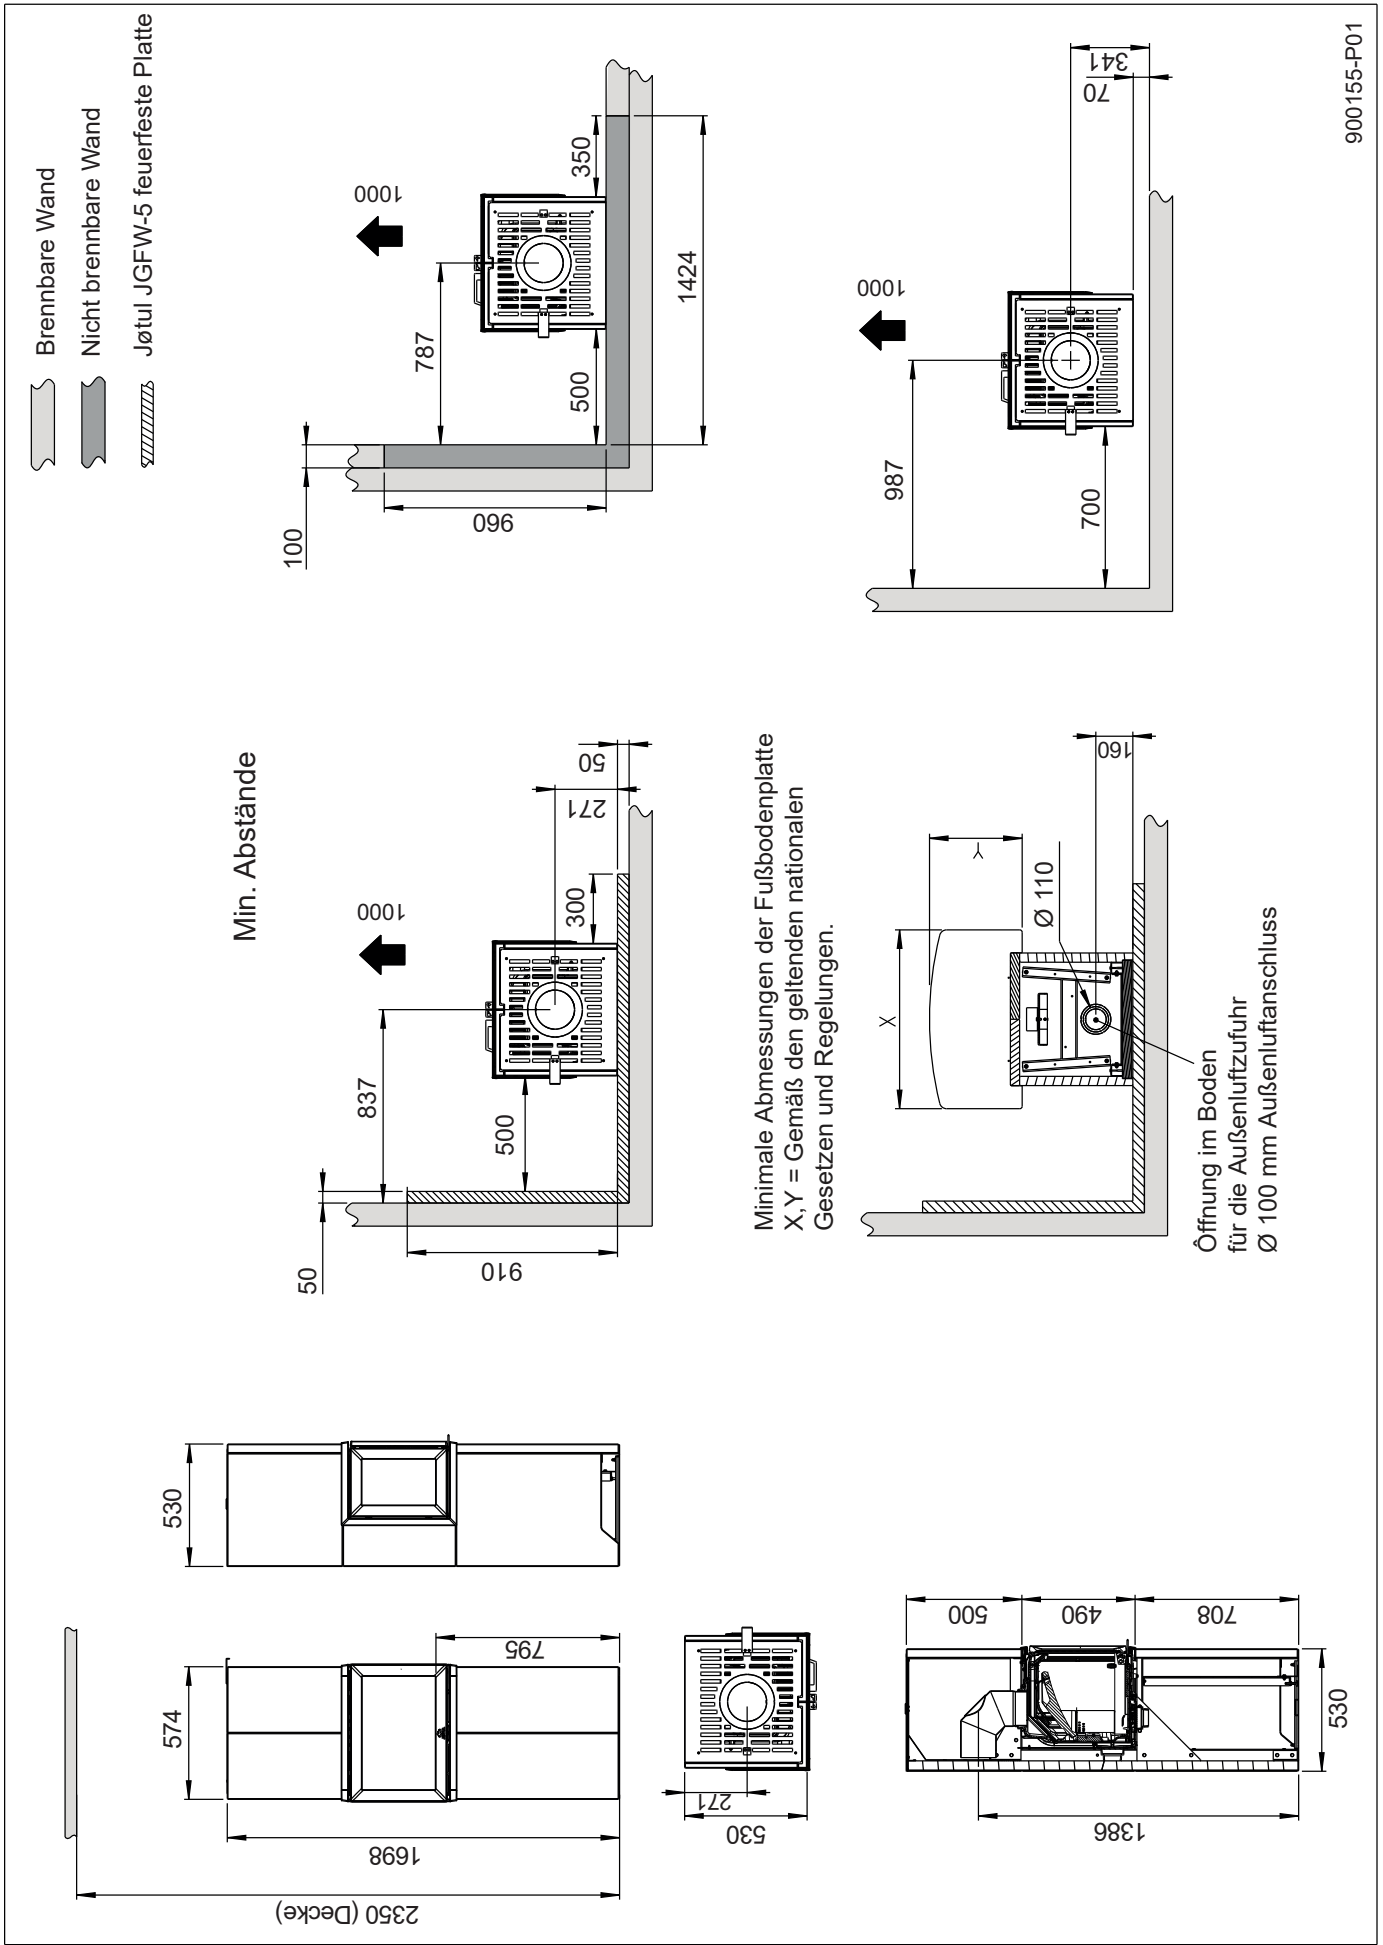 2350 (Decke)
1698
574
795
530
530
271
1386
530
500
490
708
Min. Abstände
50
910
837
500
1000
300
271
50
Minimale Abmessungen der Fußbodenplatte
X,Y = Gemäß den geltenden nationalen
Gesetzen und Regelungen.
X
Y
Ø 110
160
Öffnung im Boden
für die Außenluftzufuhr
Ø 100 mm Außenluftanschluss
Brennbare Wand
Nicht brennbare Wand
Jøtul JGFW-5 feuerfeste Platte
100
960
787
500
1000
350
1424
987
700
1000
341
70
900155-P01